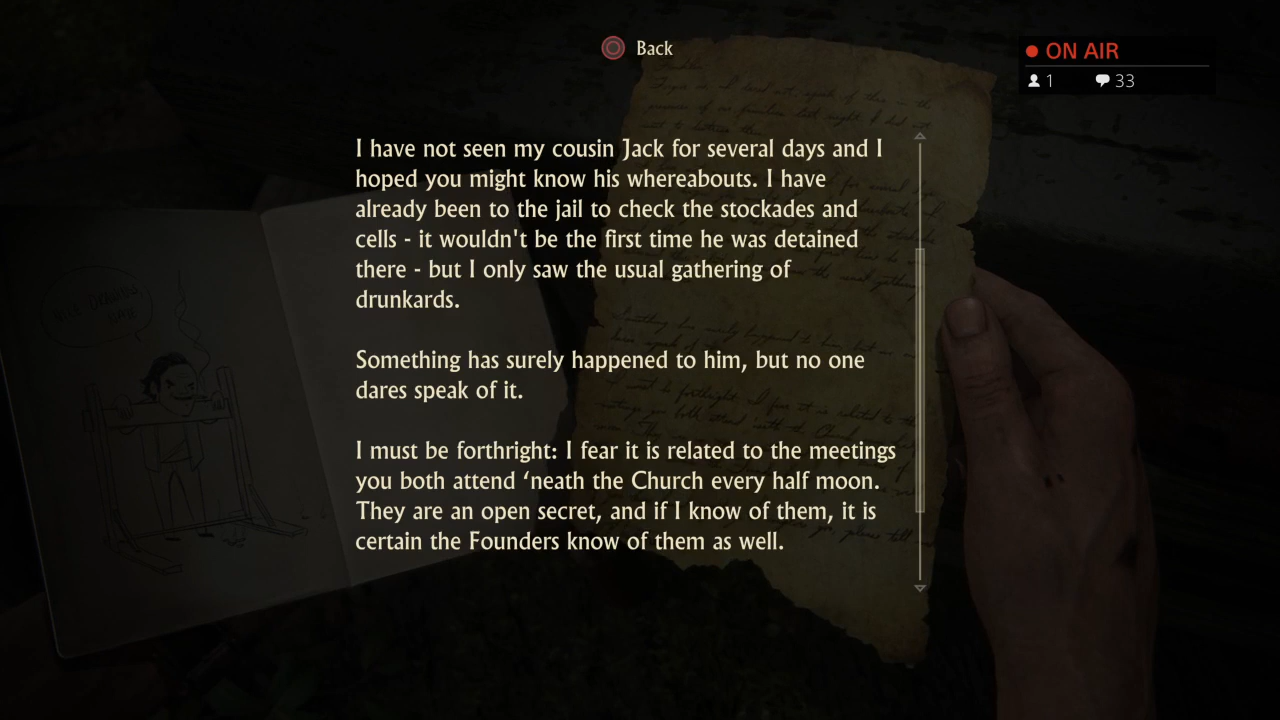 Back
ON AIR
1
33
I have not seen my cousin Jack for several days and I
hoped you might know his whereabouts. I have
already been to the jail to check the stockades and
cells - it wouldn't be the first time he was detained
there - but I only saw the usual gathering of
drunkards.
Something has surely happened to him, but no one
dares speak of it.
I must be forthright: I fear it is related to the meetings
you both attend ‘neath the Church every half moon.
They are an open secret, and if I know of them, it is
certain the Founders know of them as well.